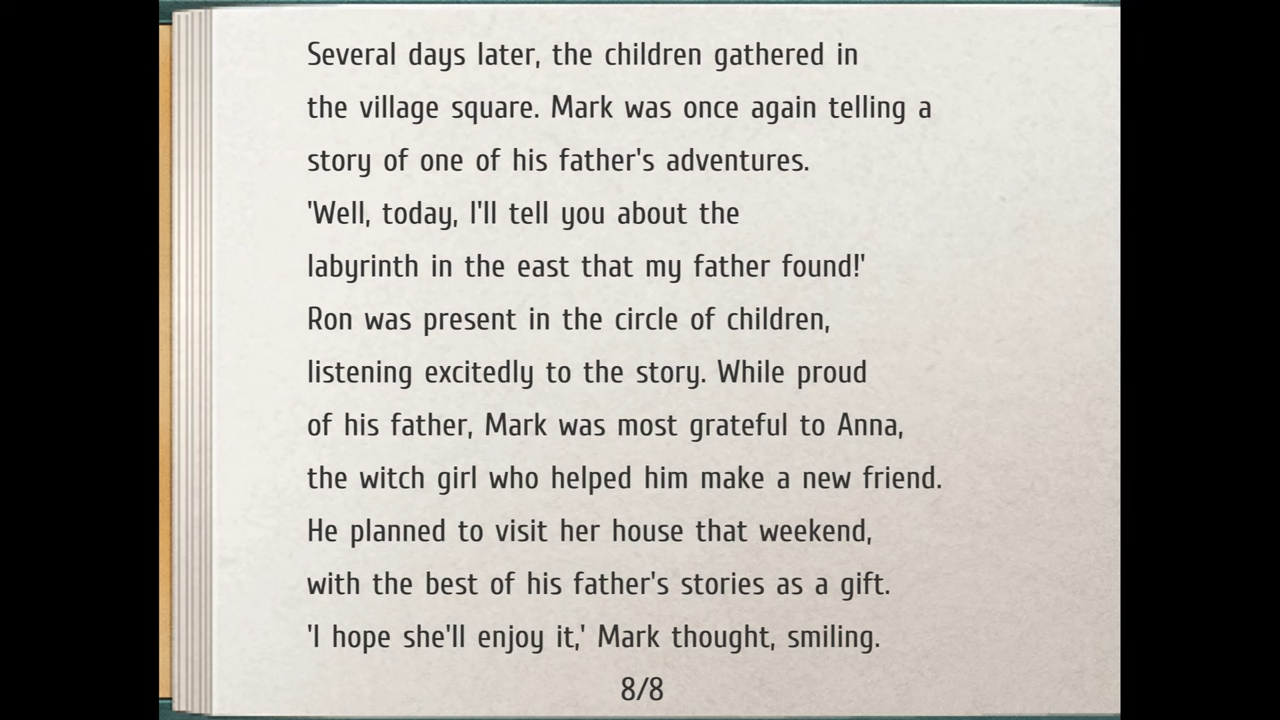 Several days later, the children gathered in
the village square. Mark was once again telling a
story of one of his father's adventures.
'Well, today, I'll tell you about the
labyrinth in the east that my father found!'
Ron was present in the circle of children,
listening excitedly to the story. While proud
of his father, Mark was most grateful to Anna,
the witch girl who helped him make a new friend.
He planned to visit her house that weekend,
with the best of his father's stories as a gift.
'I hope she'll enjoy it,' Mark thought, smiling.
8/8